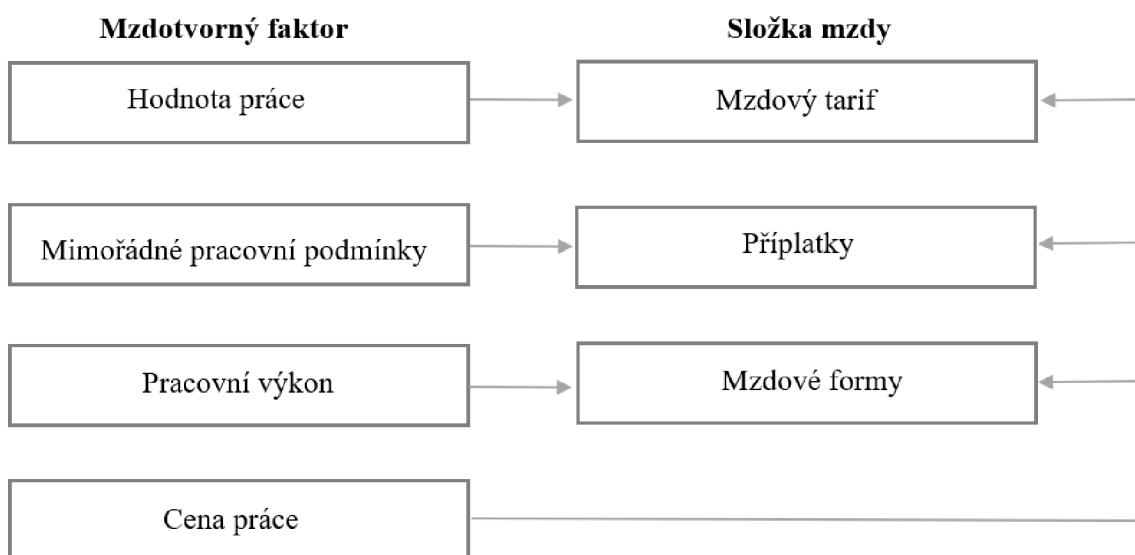 Mzdotvorný faktor
Složka mzdy
Hodnota práce
Mzdový tarif
Mimořádné pracovní podmínky
Příplatky
Pracovní výkon
Mzdové formy
Cena práce